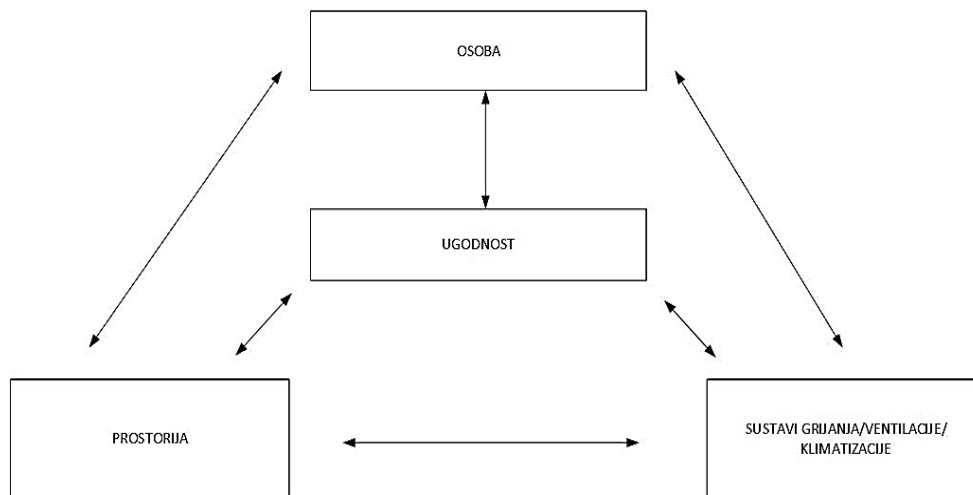 OSOBA
UGODNOST
PROSTORIJA
SUSTAVI GRIJANJA/VENTILACIJE/
KLIMATIZACIJE